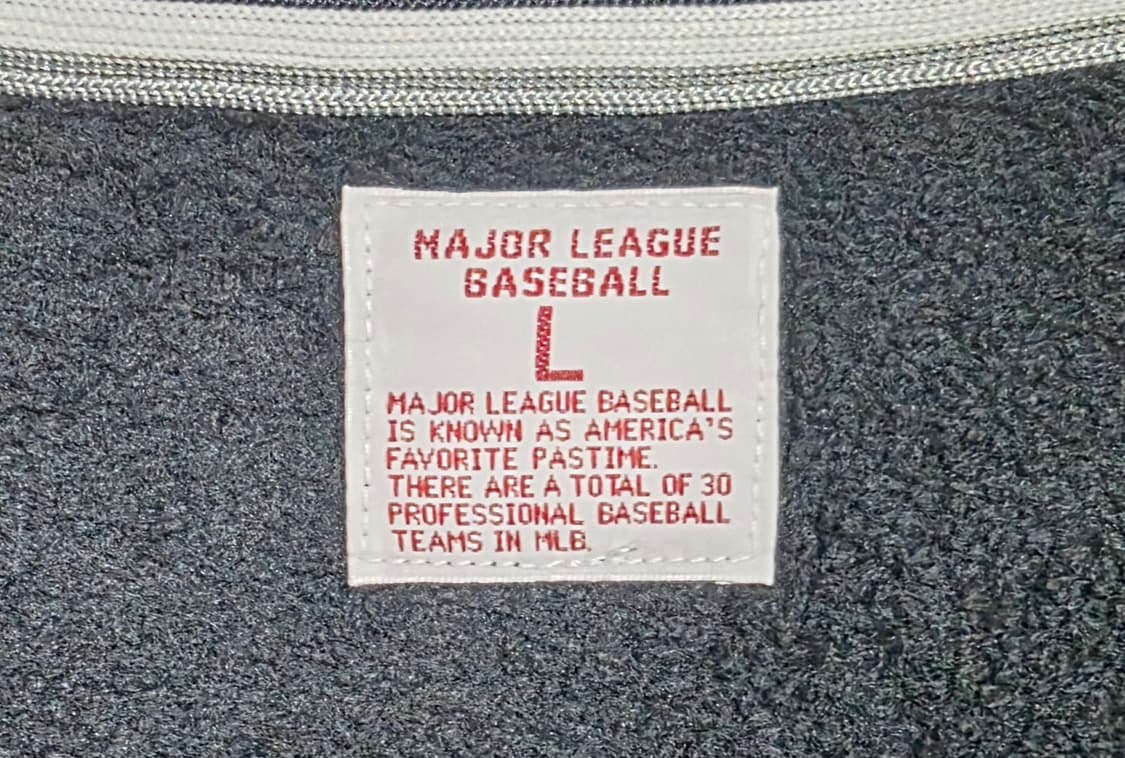 MAJOR LEAGUE
BASEBALL
L
MAJOR LEAGUE BASEBALL
IS KNOWN AS AMERICA'S
FAVORITE PASTIME.
THERE ARE A TOTAL OF 30
PROFESSIONAL BASEBALL
TEAMS IN MLB.